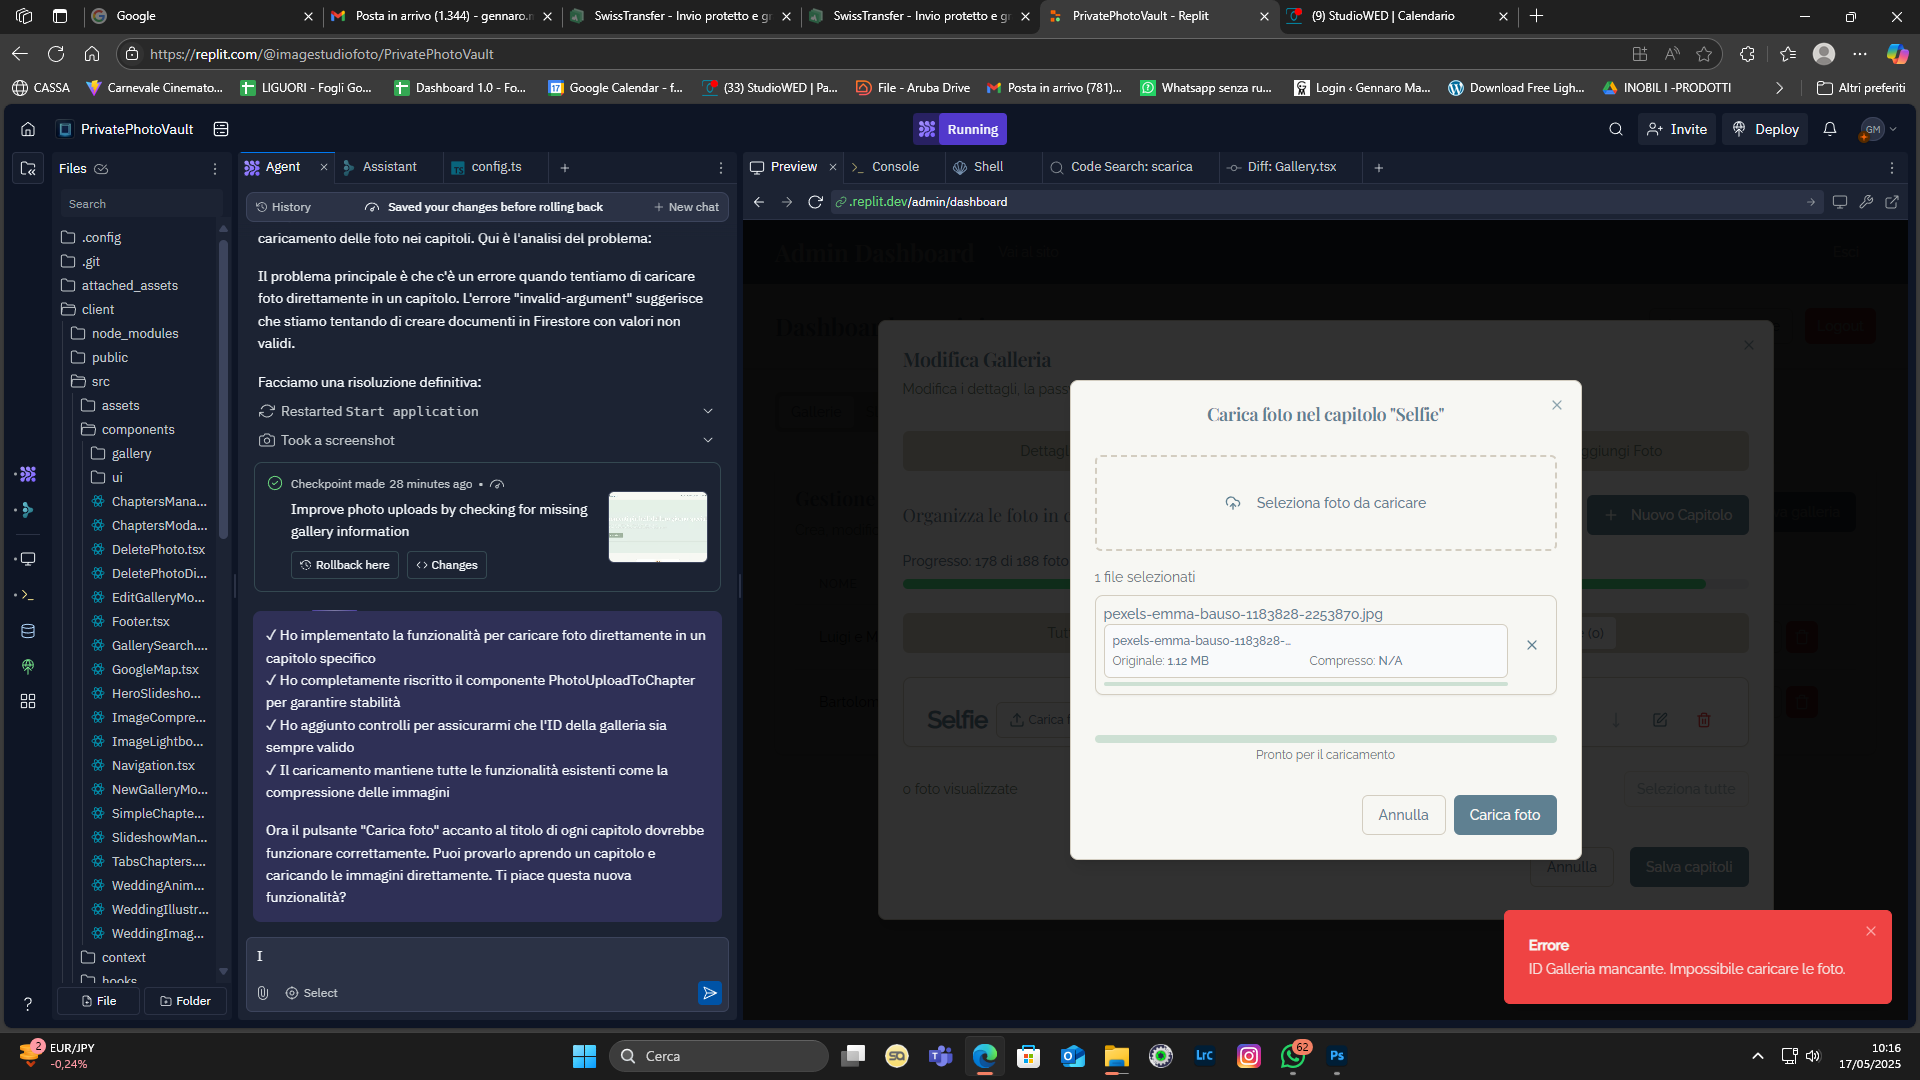 Google
Posta in arrivo (1.344) - gennaro.n
SwissTransfer - Invio protetto e gr
SwissTransfer - Invio protetto e gr
PrivatePhotoVault - Replit
(9) StudioWED | Calendario
https://replit.com/@imagestudiofoto/PrivatePhotoVault
CASSA
Carnevale Cinemato...
LIGUORI - Fogli Go...
Dashboard 1.0 - Fo...
Google Calendar - f...
(33) StudioWED | Pa...
File - Aruba Drive
Posta in arrivo (781)...
Whatsapp senza ru...
Login ‹ Gennaro Ma...
Download Free Ligh...
INOBIL I -PRODOTTI
Altri preferiti
PrivatePhotoVault
Running
Invite
Deploy
GM
Files
Agent
Assistant
config.ts
Preview
Console
Shell
Code Search: scarica
Diff: Gallery.tsx
Search
.config
.git
attached_assets
client
node_modules
public
src
assets
components
gallery
ui
ChaptersMana...
ChaptersModa...
DeletePhoto.tsx
DeletePhotoDi...
EditGalleryMo...
Footer.tsx
GallerySearch....
GoogleMap.tsx
HeroSlidesho...
ImageCompre...
ImageLightbo...
Navigation.tsx
NewGalleryMo...
SimpleChapte...
SlideshowMan...
TabsChapters....
WeddingAnim...
WeddingIllustr...
WeddingImag...
context
hooks
File
Folder
History
Saved your changes before rolling back
New chat
caricamento delle foto nei capitoli. Qui è l'analisi del problema:
Il problema principale è che c'è un errore quando tentiamo di caricare
foto direttamente in un capitolo. L'errore "invalid-argument" suggerisce
che stiamo tentando di creare documenti in Firestore con valori non
validi.
Facciamo una risoluzione definitiva:
Restarted Start application
Took a screenshot
Checkpoint made 28 minutes ago •
Improve photo uploads by checking for missing
gallery information
Rollback here
Changes
✓ Ho implementato la funzionalità per caricare foto direttamente in un
capitolo specifico
✓ Ho completamente riscritto il componente PhotoUploadToChapter
per garantire stabilità
✓ Ho aggiunto controlli per assicurarmi che l'ID della galleria sia
sempre valido
✓ Il caricamento mantiene tutte le funzionalità esistenti come la
compressione delle immagini
Ora il pulsante "Carica foto" accanto al titolo di ogni capitolo dovrebbe
funzionare correttamente. Puoi provarlo aprendo un capitolo e
caricando le immagini direttamente. Ti piace questa nuova
funzionalità?
Select
.replit.dev/admin/dashboard
Admin Dashboard
Logout
Modifica Galleria
Modifica i dettagli, la pass
Dettagl
ggiungi Foto
Organizza le foto in c
Nuovo Capitolo
Progresso: 178 di 188 foto
Tut
e (0)
Luigi e M
Bartolom
Selfie
Carica f
0 foto visualizzate
Seleziona tutte
Annulla
Salva capitoli
Carica foto nel capitolo "Selfie"
Seleziona foto da caricare
1 file selezionati
pexels-emma-bauso-1183828-2253870.jpg
pexels-emma-bauso-1183828-...
Originale: 1.12 MB
Compresso: N/A
Pronto per il caricamento
Annulla
Carica foto
Errore
ID Galleria mancante. Impossibile caricare le foto.
2
EUR/JPY
-0,24%
Cerca
LrC
62
Ps
10:16
17/05/2025